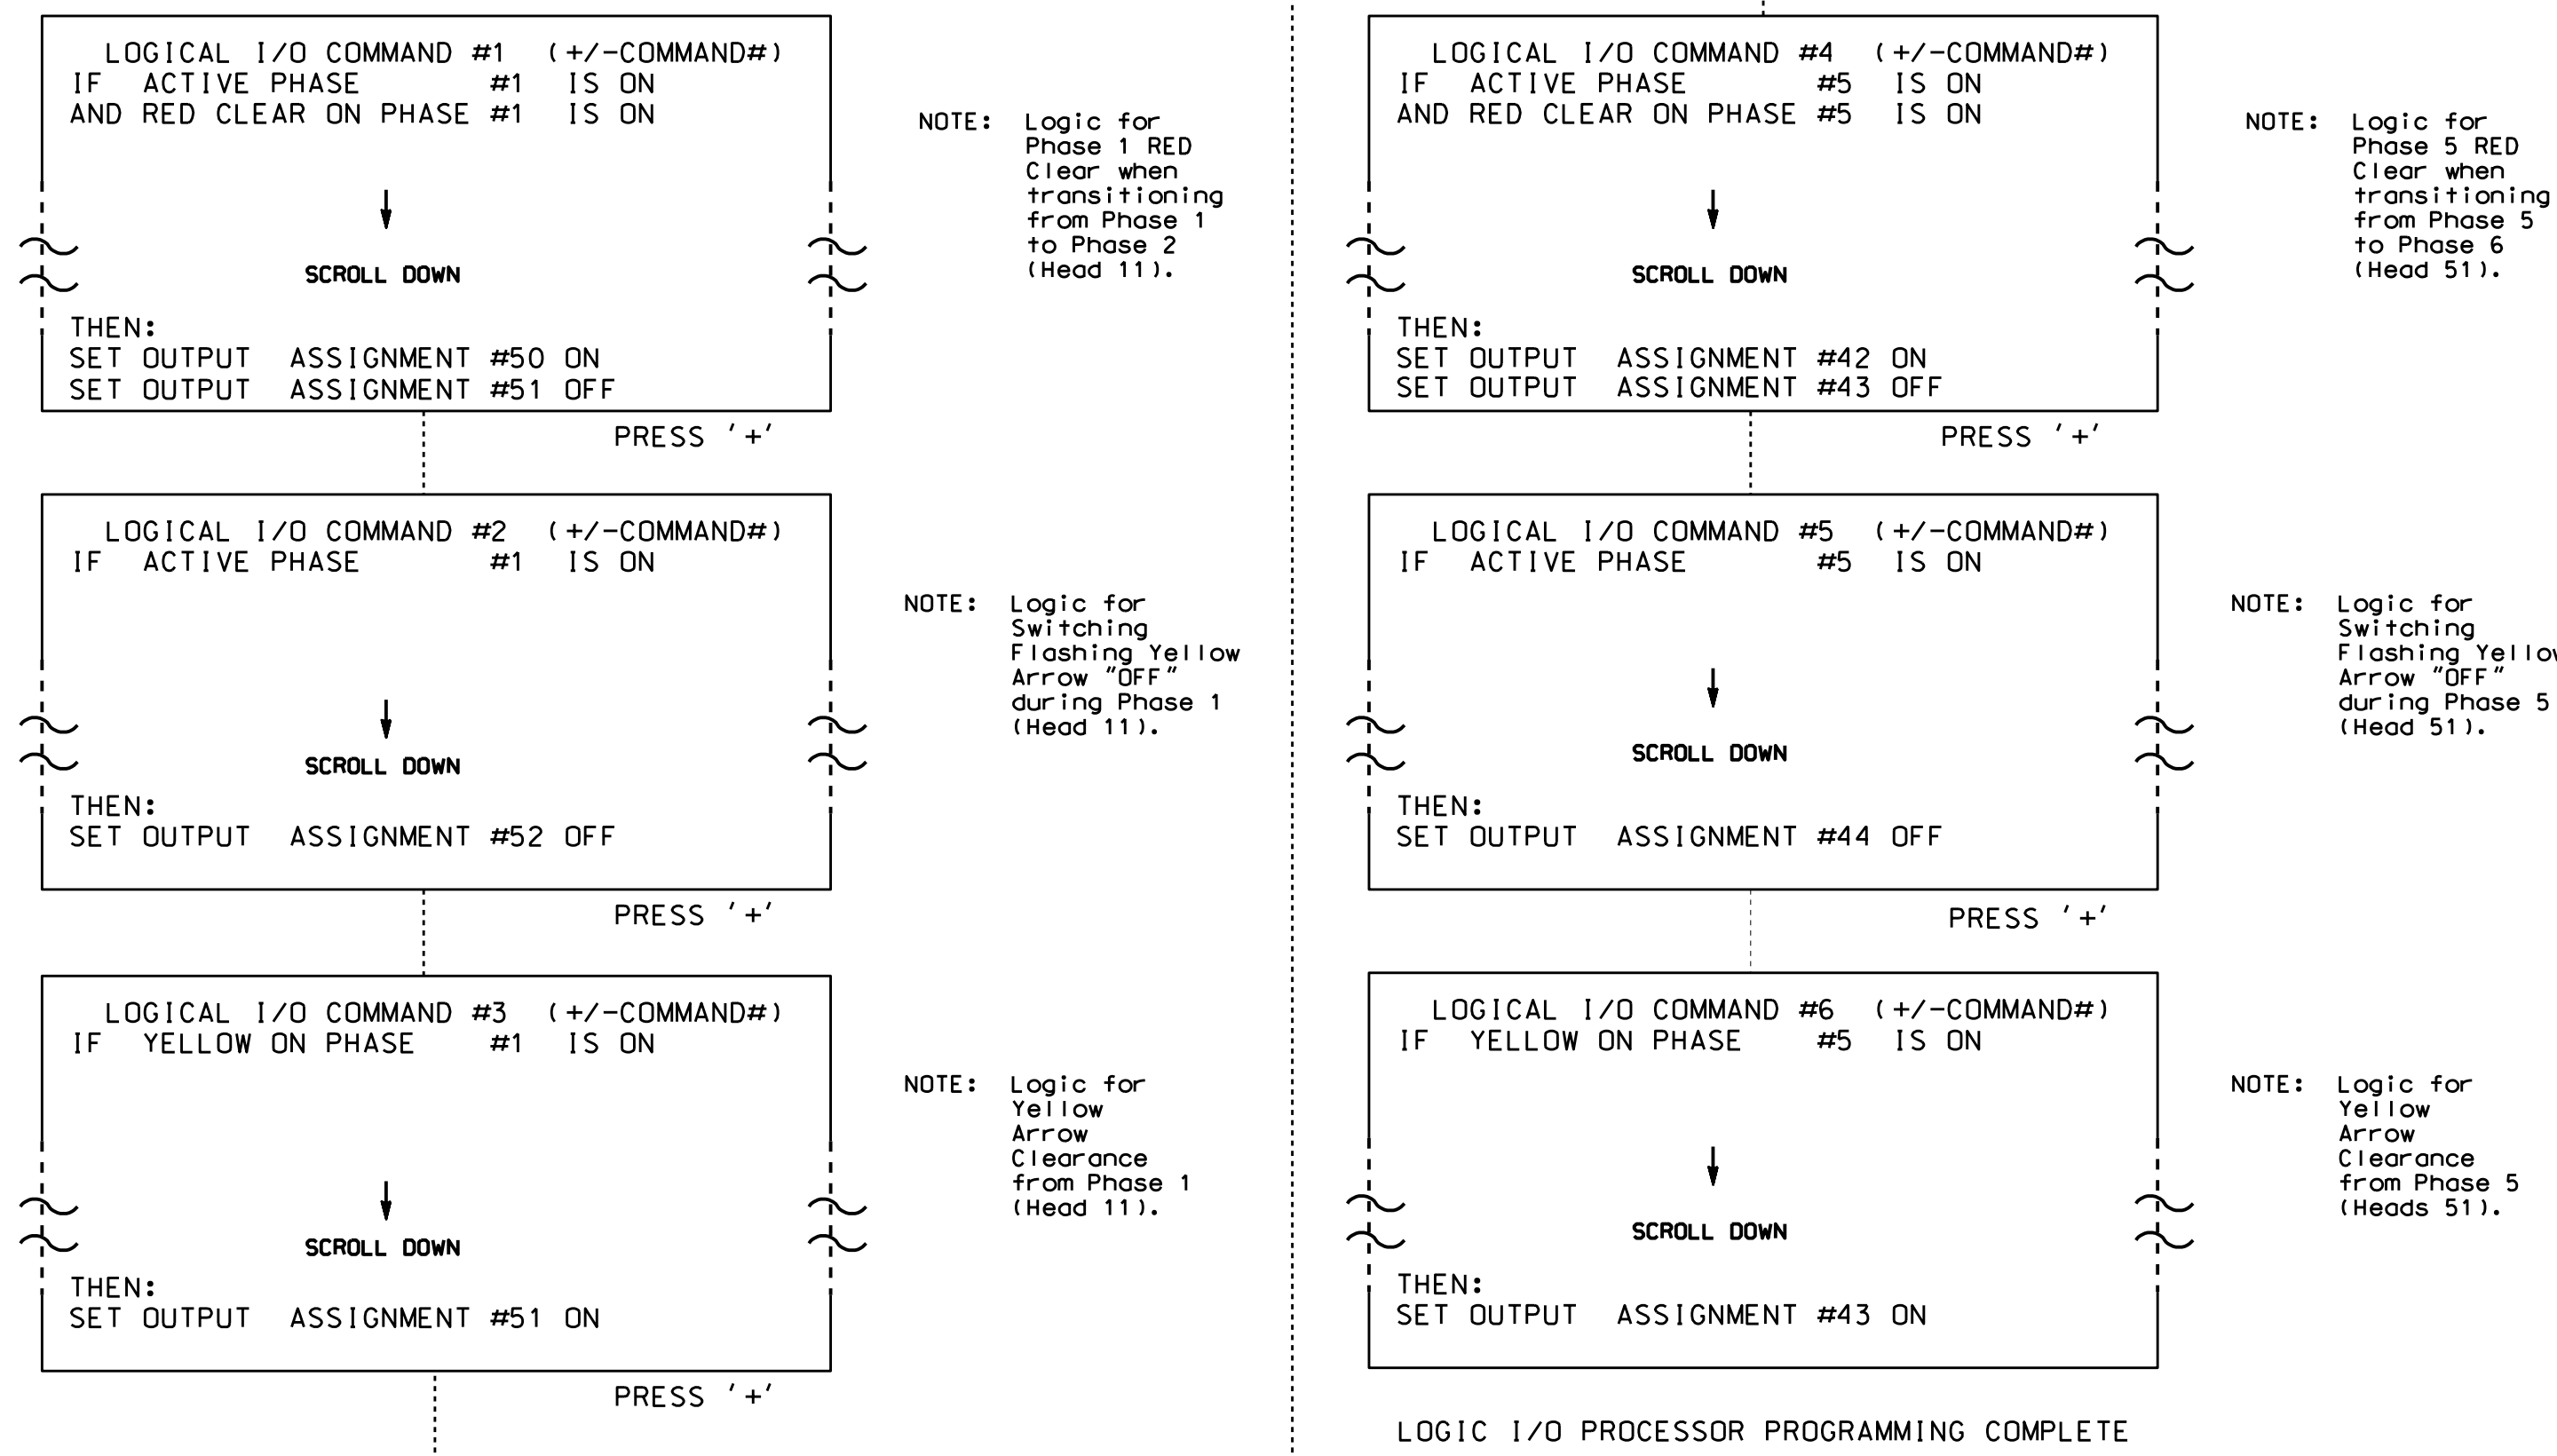 LOGICAL I/O COMMAND #1 (+/-COMMAND#)
IF ACTIVE PHASE #1 IS ON
AND RED CLEAR ON PHASE #1 IS ON
SCROLL DOWN
THEN:
SET OUTPUT ASSIGNMENT #50 ON
SET OUTPUT ASSIGNMENT #51 OFF
PRESS '+'
NOTE: Logic for
Phase 1 RED
Clear when
transitioning
from Phase 1
to Phase 2
(Head 11).
LOGICAL I/O COMMAND #2 (+/-COMMAND#)
IF ACTIVE PHASE #1 IS ON
SCROLL DOWN
THEN:
SET OUTPUT ASSIGNMENT #52 OFF
PRESS '+'
NOTE: Logic for
Switching
Flashing Yellow
Arrow "OFF"
during Phase 1
(Head 11).
LOGICAL I/O COMMAND #3 (+/-COMMAND#)
IF YELLOW ON PHASE #1 IS ON
SCROLL DOWN
THEN:
SET OUTPUT ASSIGNMENT #51 ON
PRESS '+'
NOTE: Logic for
Yellow
Arrow
Clearance
from Phase 1
(Head 11).
LOGICAL I/O COMMAND #4 (+/-COMMAND#)
IF ACTIVE PHASE #5 IS ON
AND RED CLEAR ON PHASE #5 IS ON
SCROLL DOWN
THEN:
SET OUTPUT ASSIGNMENT #42 ON
SET OUTPUT ASSIGNMENT #43 OFF
PRESS '+'
NOTE: Logic for
Phase 5 RED
Clear when
transitioning
from Phase 5
to Phase 6
(Head 51).
LOGICAL I/O COMMAND #5 (+/-COMMAND#)
IF ACTIVE PHASE #5 IS ON
SCROLL DOWN
THEN:
SET OUTPUT ASSIGNMENT #44 OFF
PRESS '+'
NOTE: Logic for
Switching
Flashing Yellow
Arrow "OFF"
during Phase 5
(Head 51).
LOGICAL I/O COMMAND #6 (+/-COMMAND#)
IF YELLOW ON PHASE #5 IS ON
SCROLL DOWN
THEN:
SET OUTPUT ASSIGNMENT #43 ON
NOTE: Logic for
Yellow
Arrow
Clearance
from Phase 5
(Heads 51).
LOGIC I/O PROCESSOR PROGRAMMING COMPLETE